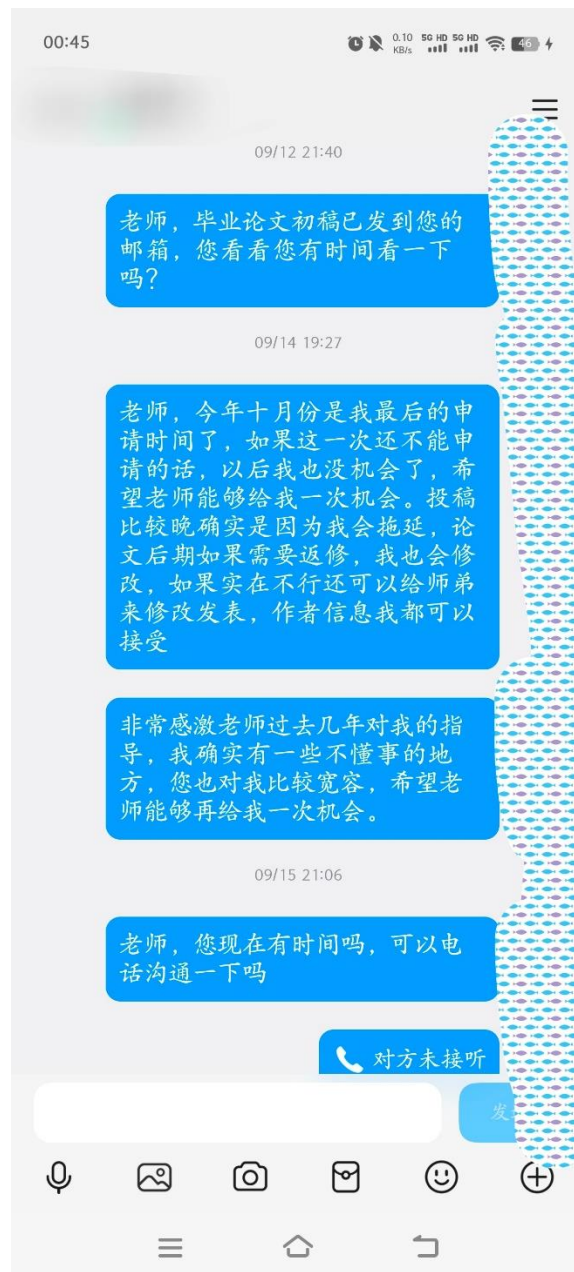 00:45
0.10 KB/s 5G HD 5G HD 46
09/12 21:40
老师，毕业论文初稿已发到您的
邮箱，您看看您有时间看一下
吗？
09/14 19:27
老师，今年十月份是我最后的申
请时间了，如果这一次还不能申
请的话，以后我也没机会了，希
望老师能够给我一次机会。投稿
比较晚确实是因为我会拖延，论
文后期如果需要返修，我也会修
改，如果实在不行还可以给师弟
来修改发表，作者信息我都可以
接受
非常感激老师过去几年对我的指
导，我确实有一些不懂事的地
方，您也对我比较宽容，希望老
师能够再给我一次机会。
09/15 21:06
老师，您现在有时间吗，可以电
话沟通一下吗
对方未接听
发